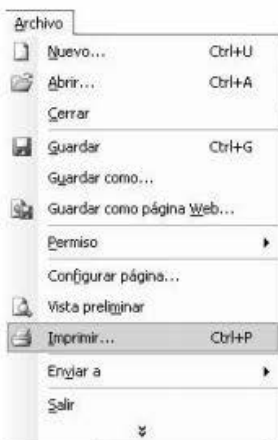 Archivo
Nuevo... Ctrl+U
Abrir... Ctrl+A
Cerrar
Guardar Ctrl+G
Guardar como...
Guardar como página Web...
Permiso
Configurar página...
Vista preliminar
Imprimir... Ctrl+P
Enviar a
Salir